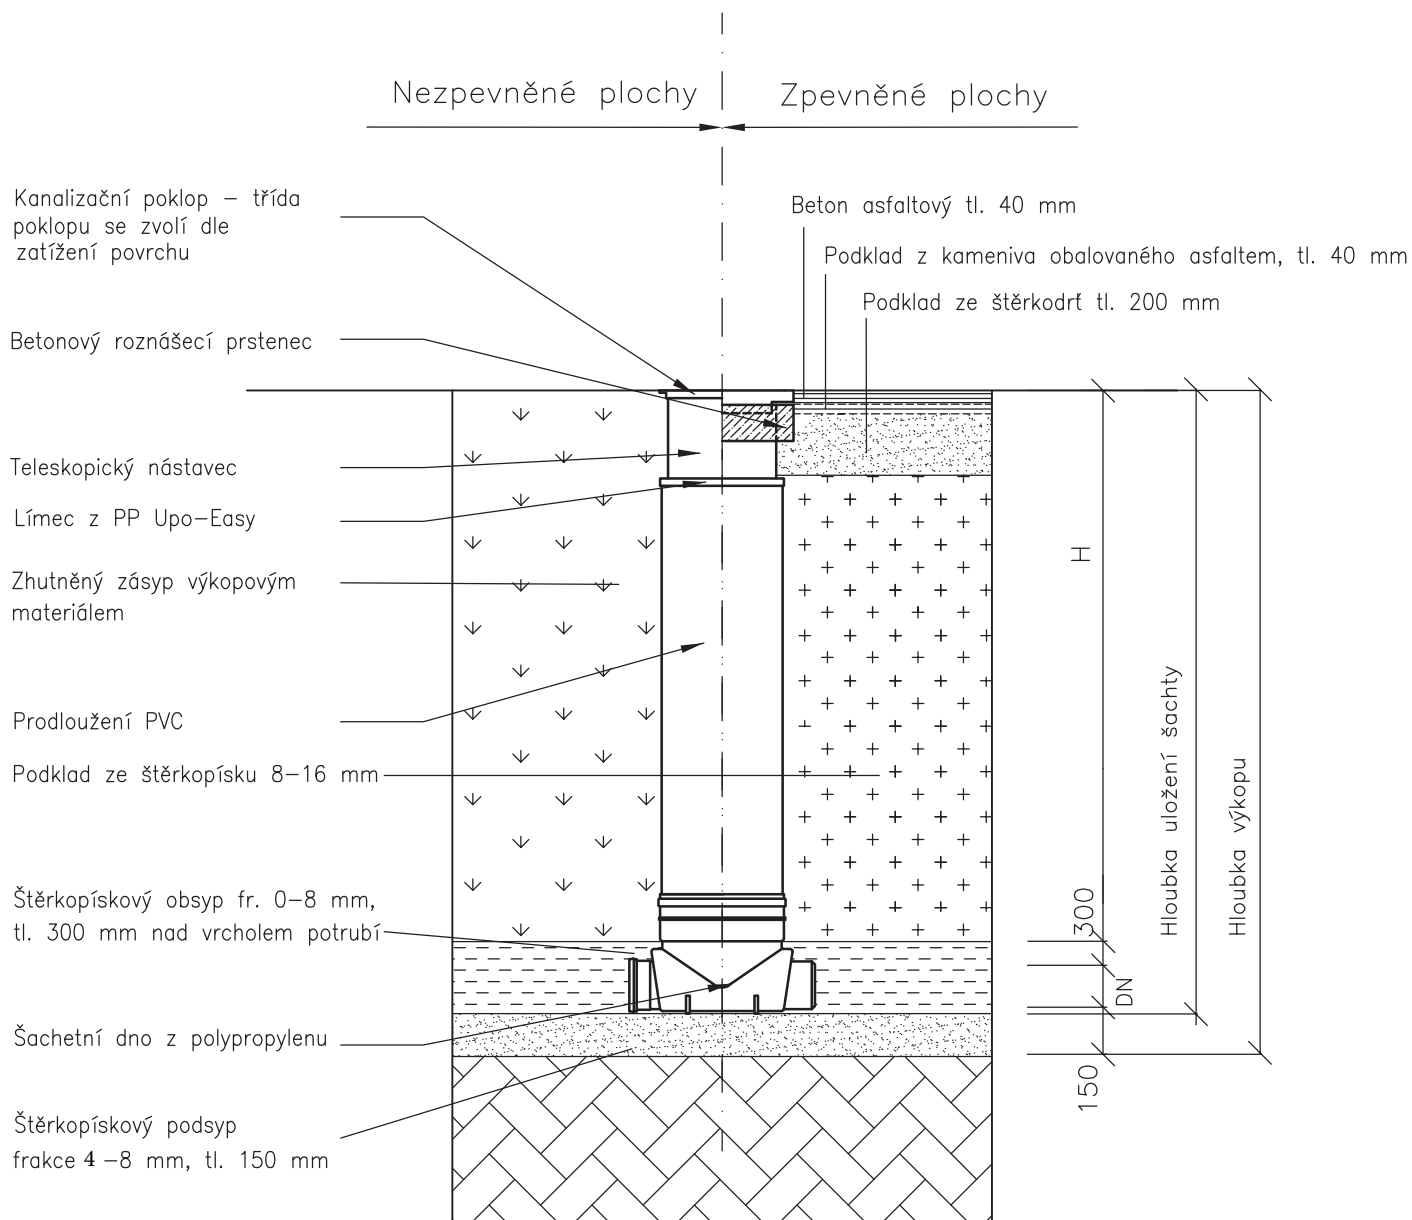 Nezpevněné plochy
Zpevněné plochy
Kanalizační poklop – třída
poklopu se zvolí dle
zatížení povrchu
Betonový roznášecí prstenec
Teleskopický nástavec
Límec z PP Upo–Easy
Zhutněný zásyp výkopovým
materiálem
Prodloužení PVC
Podklad ze štěrkopísku 8–16 mm
Štěrkopískový obsyp fr. 0–8 mm,
tl. 300 mm nad vrcholem potrubí
Šachetní dno z polypropylenu
Štěrkopískový podsyp
frakce 4 –8 mm, tl. 150 mm
Beton asfaltový tl. 40 mm
Podklad z kameniva obalovaného asfaltem, tl. 40 mm
Podklad ze štěrkodrť tl. 200 mm
H
300
DN
150
Hloubka uložení šachty
Hloubka výkopu